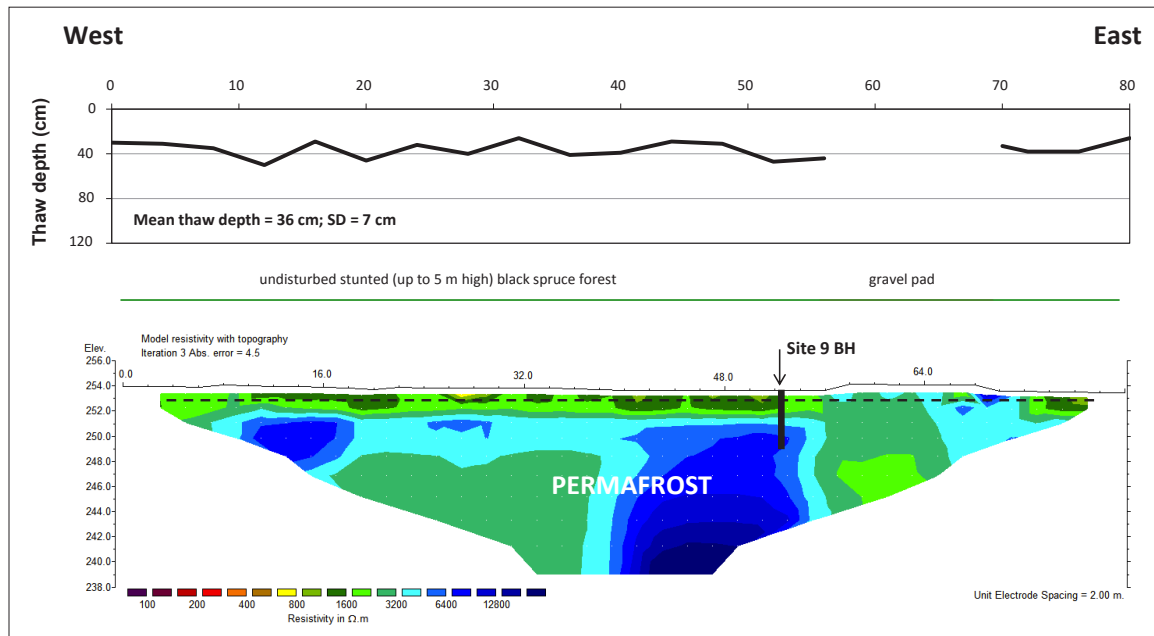 West East
0 10 20 30 40 50 60 70 80
Thaw depth (cm)
0
40
80
120
Mean thaw depth = 36 cm; SD = 7 cm
undisturbed stunted (up to 5 m high) black spruce forest gravel pad
Model resistivity with topography
Iteration 3 Abs. error = 4.5
Site 9 BH
Elev.
256.0
0.0 16.0 32.0 48.0 64.0
254.0
252.0
250.0
248.0
246.0
PERMAFROST
244.0
242.0
240.0
238.0
100 200 400 800 1600 3200 6400 12800
Resistivity in Ω.m
Unit Electrode Spacing = 2.00 m.